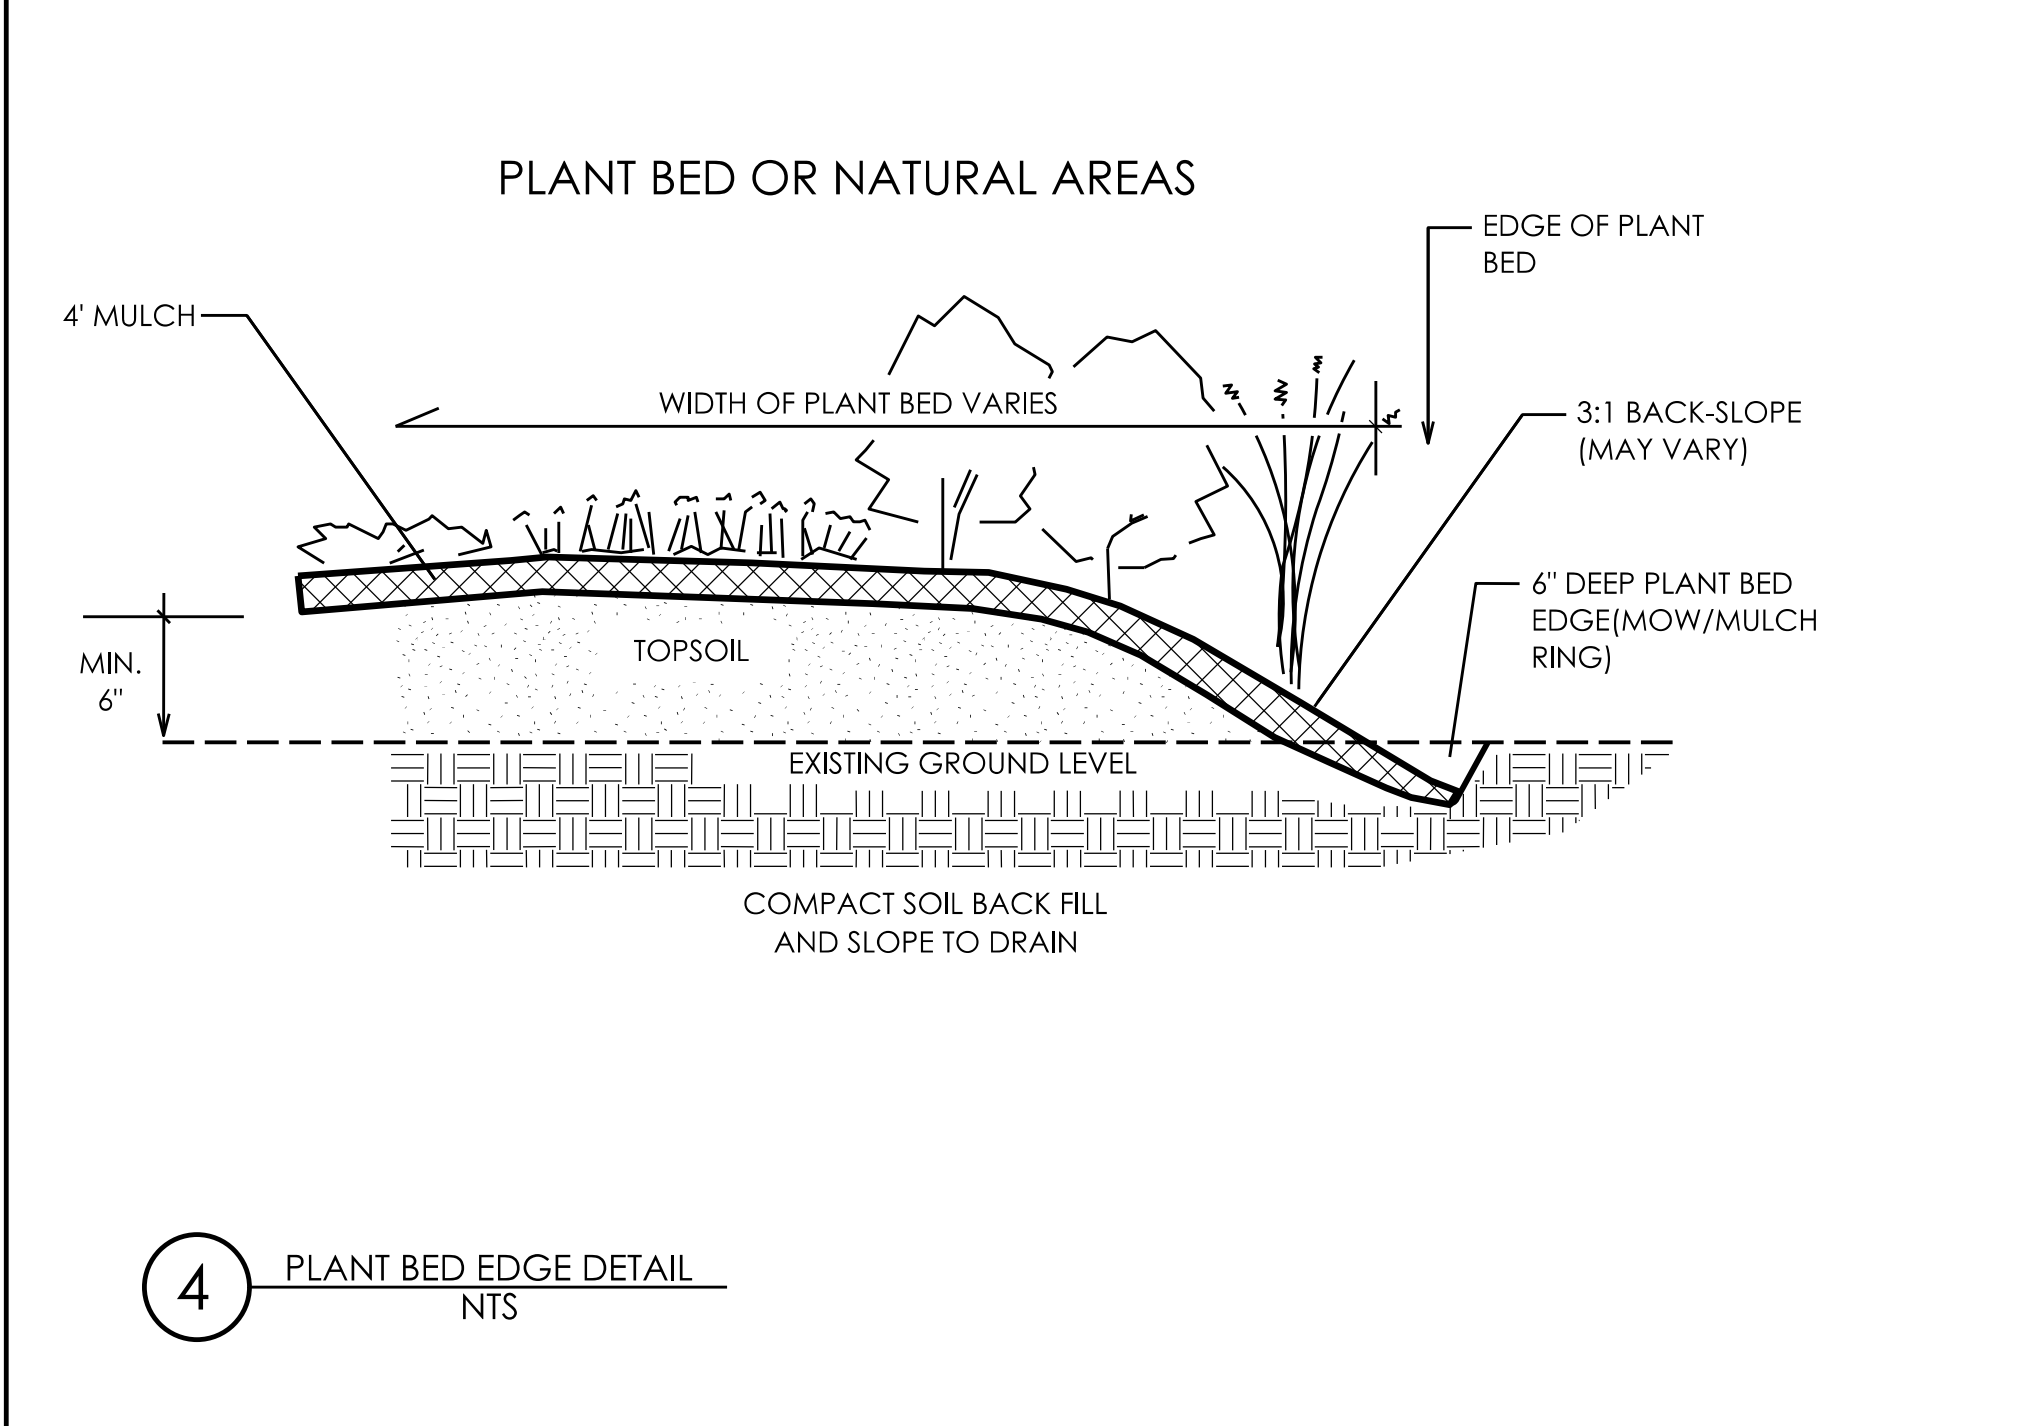 PLANT BED OR NATURAL AREAS
EDGE OF PLANT
BED
4' MULCH
WIDTH OF PLANT BED VARIES
3:1 BACK-SLOPE
(MAY VARY)
6" DEEP PLANT BED
EDGE(MOW/MULCH
RING)
TOPSOIL
MIN.
6"
EXISTING GROUND LEVEL
COMPACT SOIL BACK FILL
AND SLOPE TO DRAIN
4
PLANT BED EDGE DETAIL
NTS